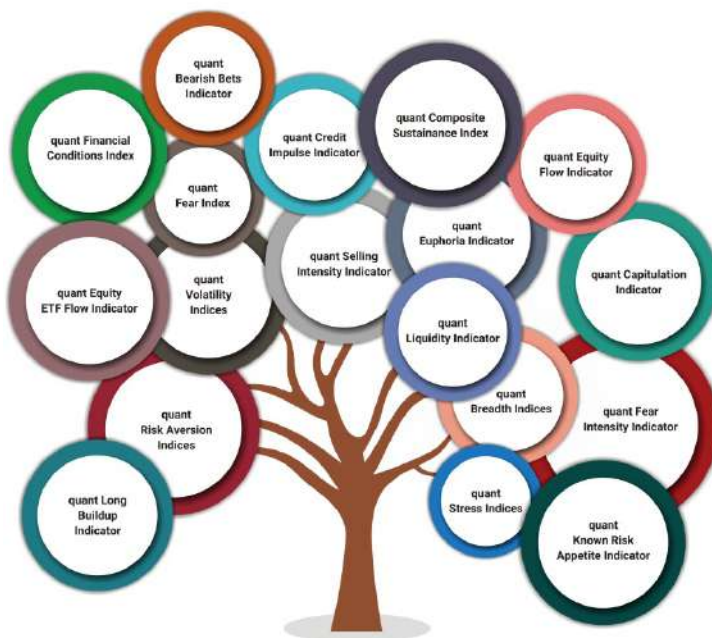 quant
Bearish Bets
Indicator
quant Financial
Conditions Index
quant Credit
Impulse Indicator
quant Composite
Sustainance Index
quant Equity
Flow Indicator
quant
Fear Index
quant
Euphoria Indicator
quant Selling
Intensity Indicator
quant Capitulation
Indicator
quant Equity
ETF Flow Indicator
quant
Volatility
Indices
quant
Liquidity Indicator
quant
Breadth Indices
quant Fear
Intensity Indicator
quant
Risk Aversion
Indices
quant Long
Buildup
Indicator
quant
Stress Indices
quant
Known Risk
Appetite Indicator